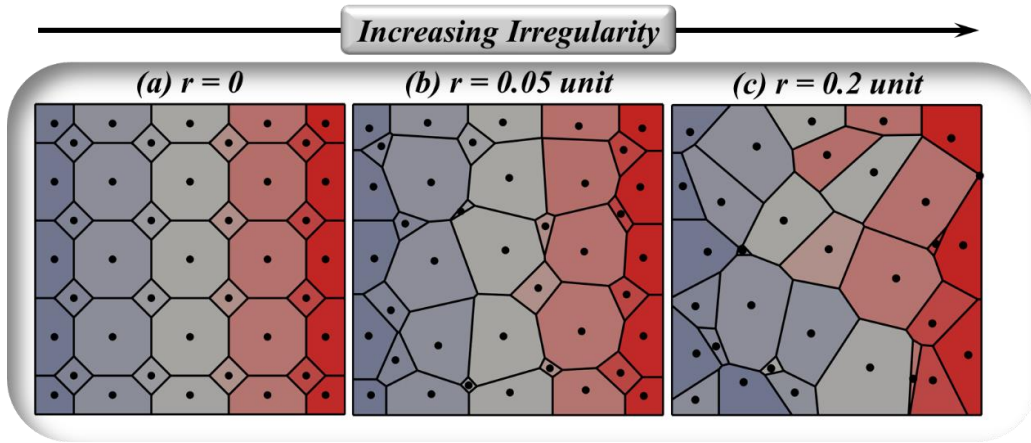 Increasing Irregularity
(a) r = 0
(b) r = 0.05 unit
(c) r = 0.2 unit